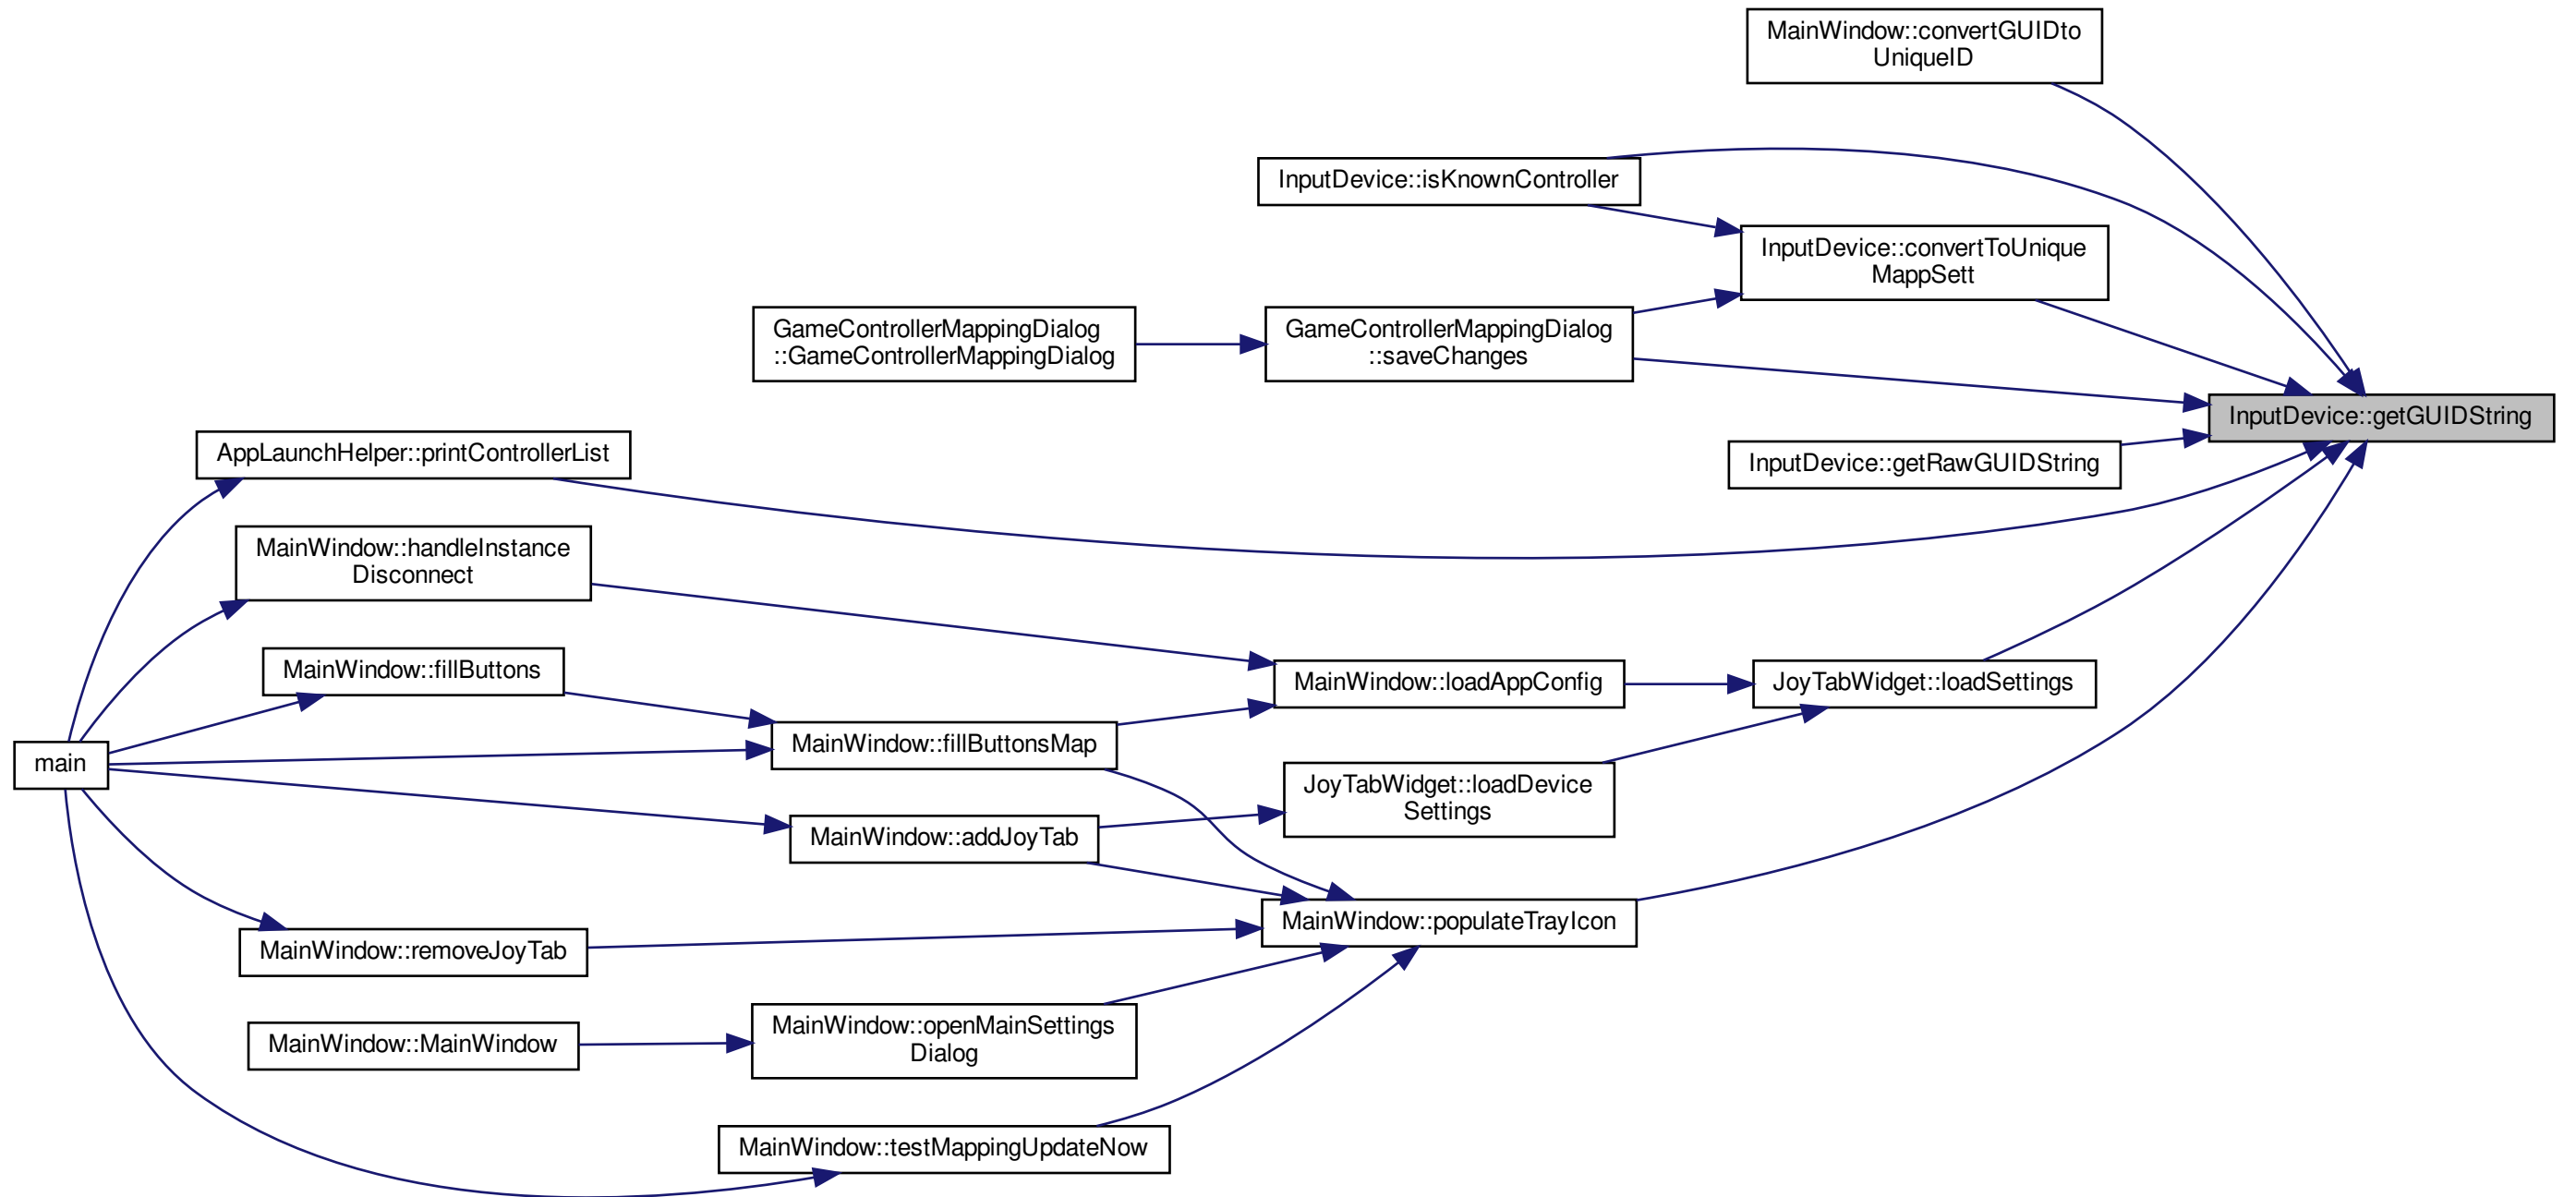 MainWindow::convertGUIDto
UniqueID
InputDevice::isKnownController
InputDevice::convertToUnique
MappSett
GameControllerMappingDialog
::GameControllerMappingDialog
GameControllerMappingDialog
::saveChanges
InputDevice::getGUIDString
AppLaunchHelper::printControllerList
InputDevice::getRawGUIDString
MainWindow::handleInstance
Disconnect
MainWindow::fillButtons
MainWindow::loadAppConfig
JoyTabWidget::loadSettings
main
MainWindow::fillButtonsMap
JoyTabWidget::loadDevice
Settings
MainWindow::addJoyTab
MainWindow::populateTrayIcon
MainWindow::removeJoyTab
MainWindow::MainWindow
MainWindow::openMainSettings
Dialog
MainWindow::testMappingUpdateNow